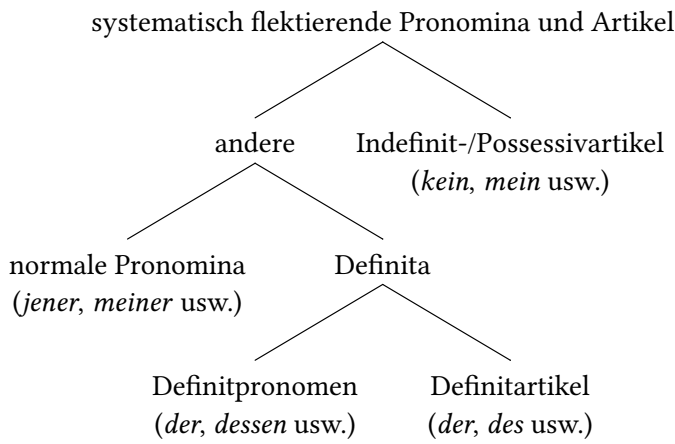 systematisch flektierende Pronomina und Artikel
andere
Indefinit-/Possessivartikel
(kein, mein usw.)
normale Pronomina
(jener, meiner usw.)
Definita
Definitpronomen
(der, dessen usw.)
Definitartikel
(der, des usw.)